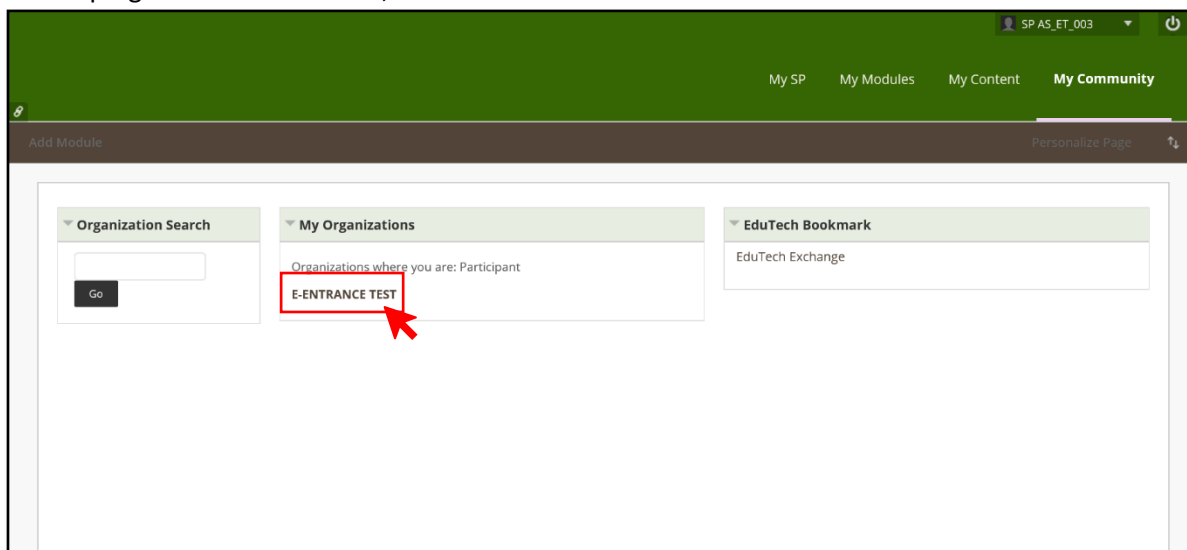 SP AS_ET_003
My SP My Modules My Content My Community
Add Module Personalize Page
Organization Search
Go
My Organizations
Organizations where you are: Participant
E-ENTRANCE TEST
EduTech Bookmark
EduTech Exchange